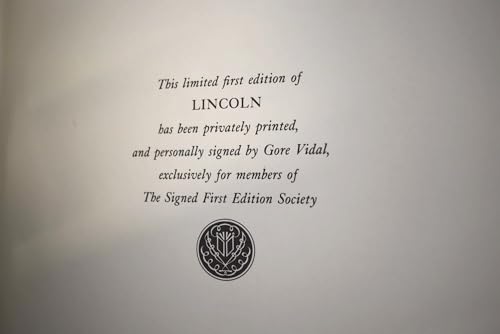 This limited first edition of
LINCOLN
has been privately printed,
and personally signed by Gore Vidal,
exclusively for members of
The Signed First Edition Society